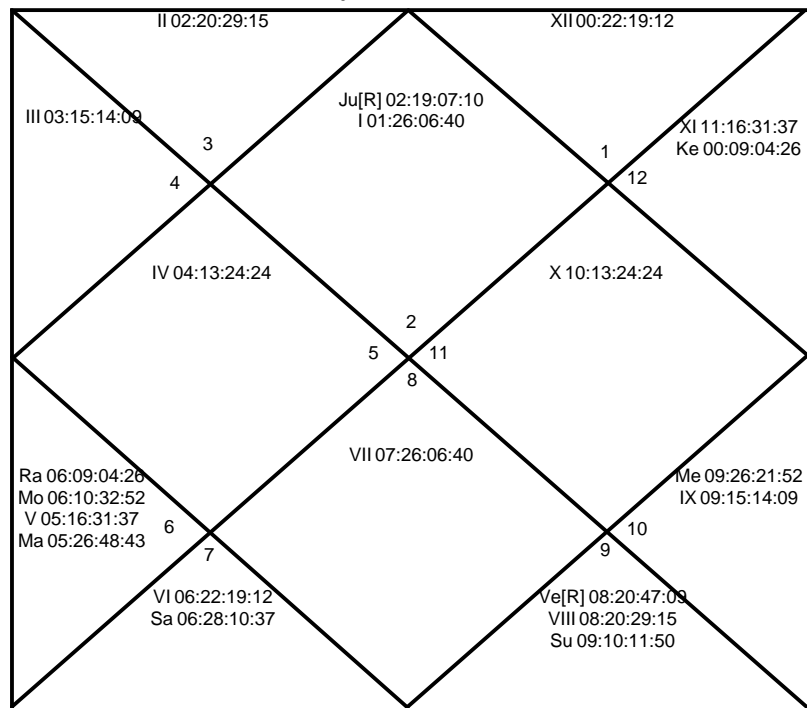 II 02:20:29:15
XII 00:22:19:12
Ju[R] 02:19:07:10
I 01:26:06:40
III 03:15:14:09
XI 11:16:31:37
Ke 00:09:04:26
3
1
4
12
IV 04:13:24:24
X 10:13:24:24
2
5
11
8
VII 07:26:06:40
Ra 06:09:04:26
Mo 06:10:32:52
V 05:16:31:37
Ma 05:26:48:43
Me 09:26:21:52
IX 09:15:14:09
6
10
7
9
VI 06:22:19:12
Sa 06:28:10:37
Ve[R] 08:20:47:09
VIII 08:20:29:15
Su 09:10:11:50